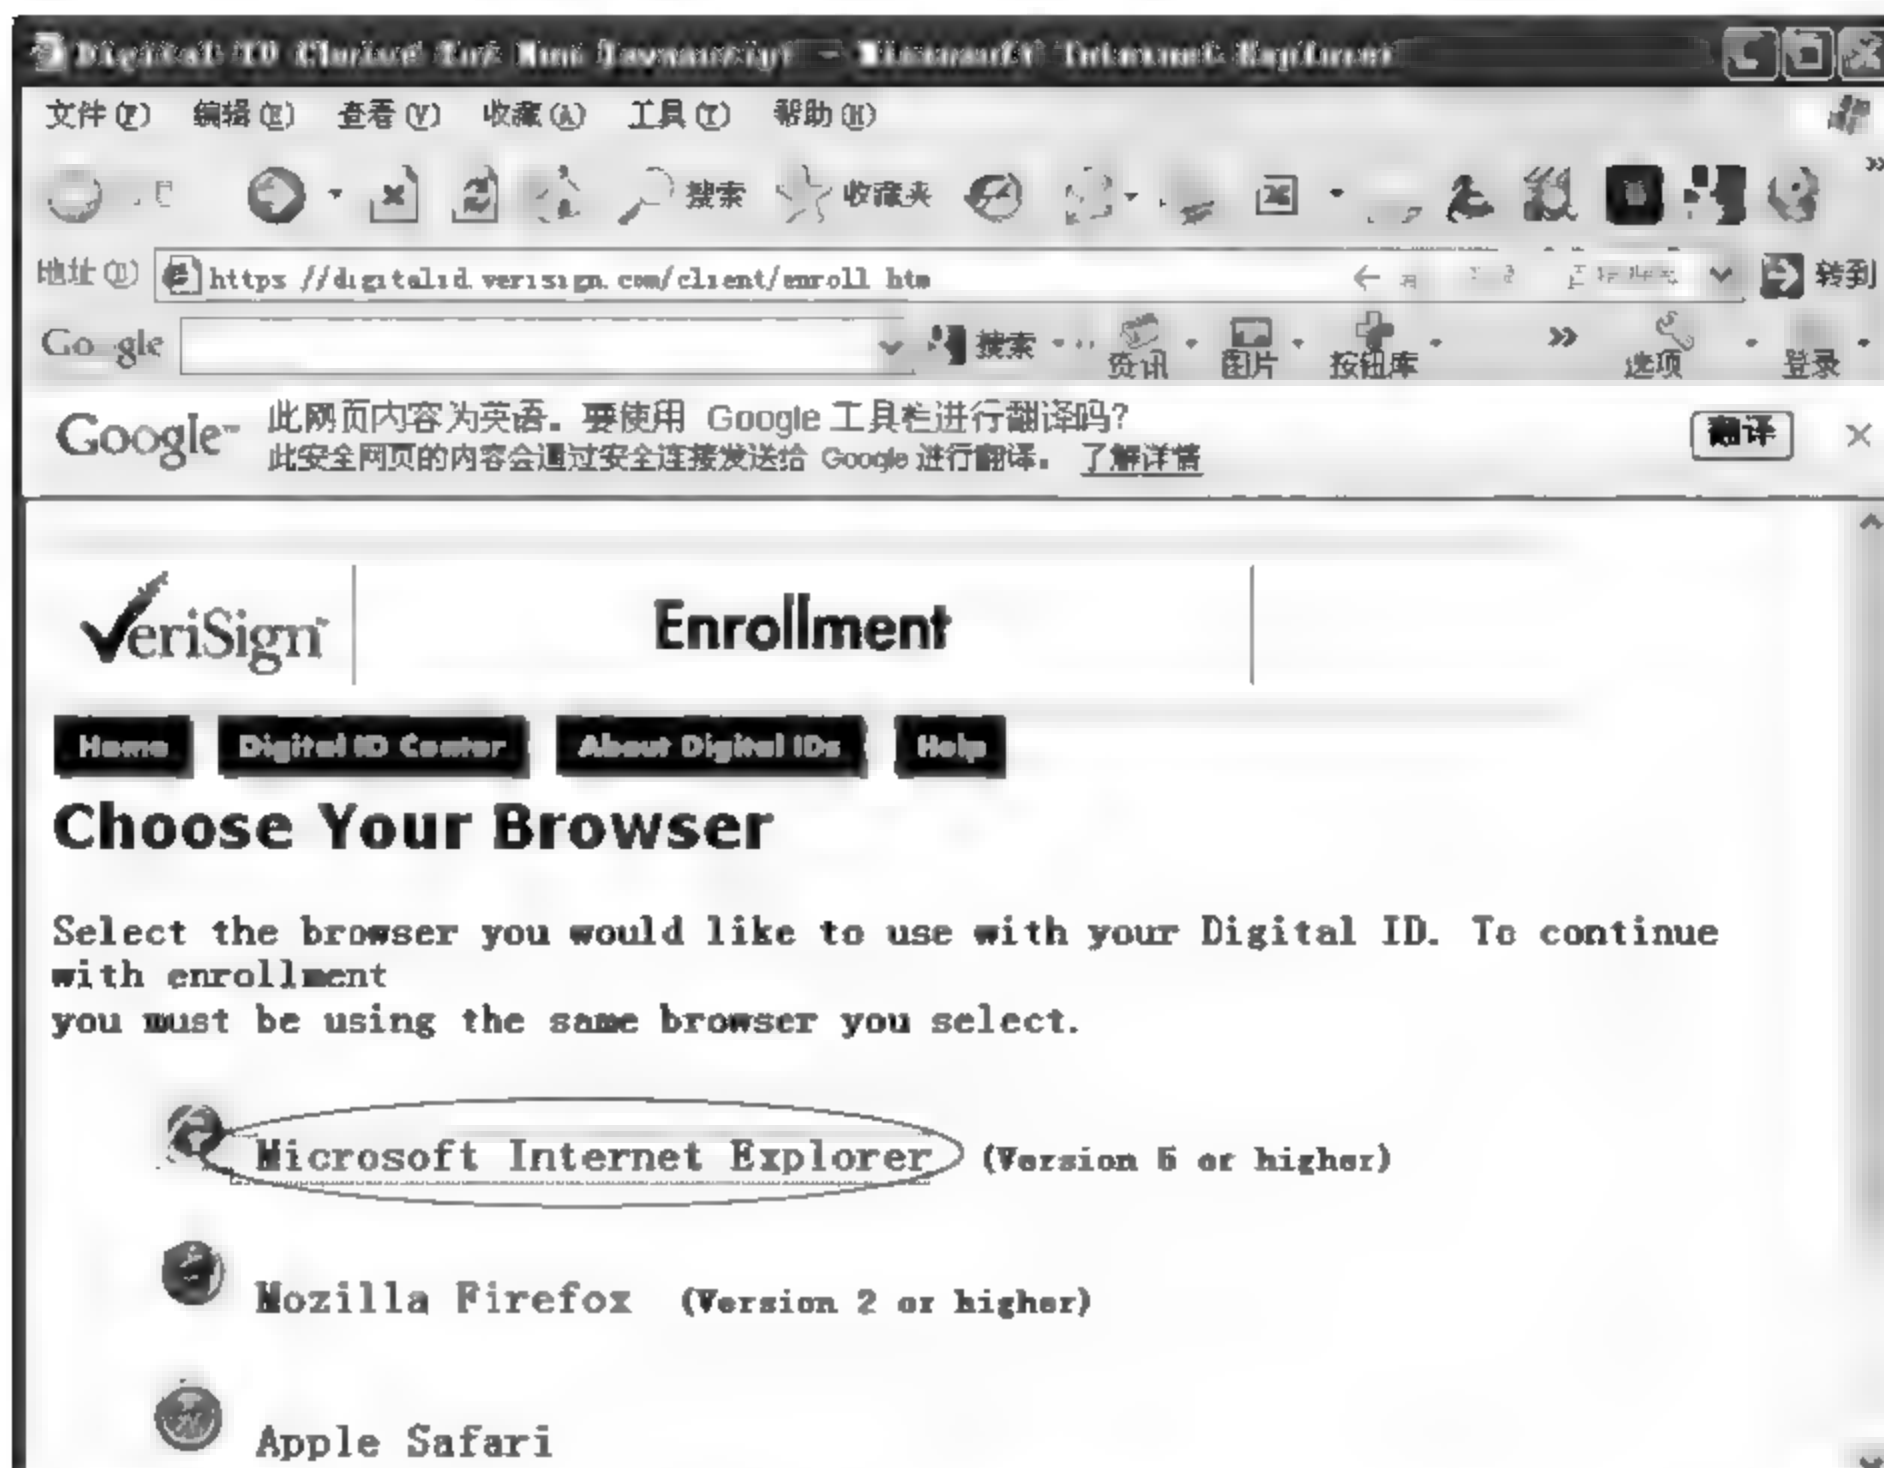 Digital ID - Microsoft Internet Explorer
文件(F) 编辑(E) 查看(V) 收藏(A) 工具(T) 帮助(H)
搜索 收藏夹
地址(D) https //digitalid.verisign.com/client/enroll htm 转到
Google 搜索 资讯 图片 按钮库 选项 登录
Google 此网页内容为英语。要使用 Google 工具栏进行翻译吗? 翻译
此安全网页的内容会通过安全连接发送给 Google 进行翻译。 了解详情
VeriSign Enrollment
Home Digital ID Center About Digital IDs Help
Choose Your Browser
Select the browser you would like to use with your Digital ID. To continue
with enrollment
you must be using the same browser you select.
Microsoft Internet Explorer (Version 5 or higher)
Mozilla Firefox (Version 2 or higher)
Apple Safari